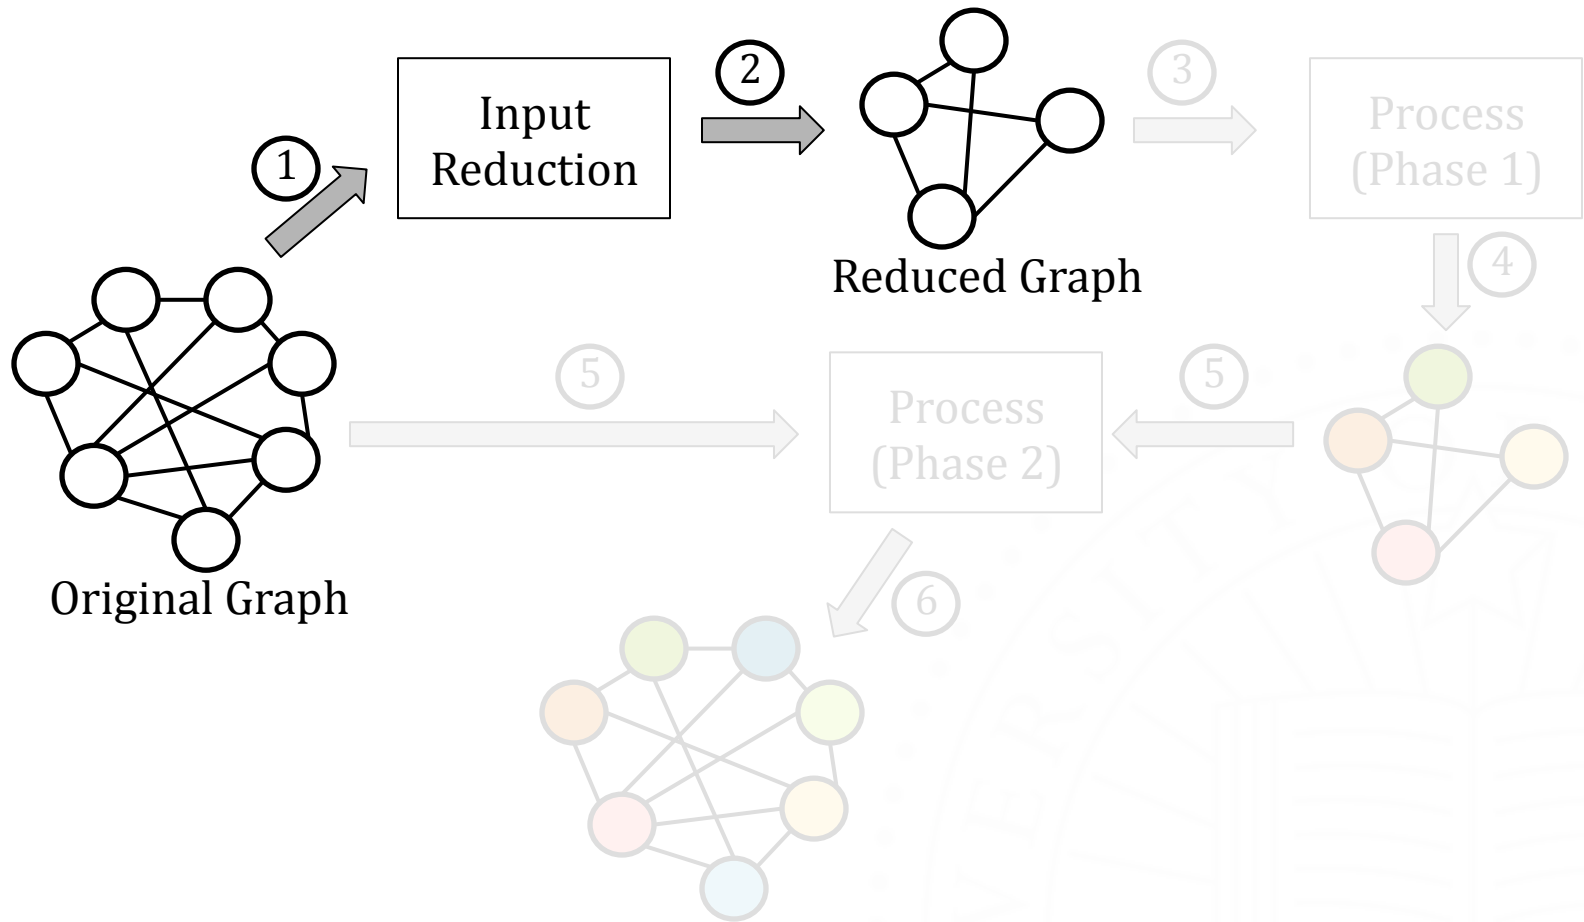 2
3
Input
Reduction
Process
(Phase 1)
1
4
Reduced Graph
5
5
Process
(Phase 2)
Original Graph
6
ERSITY